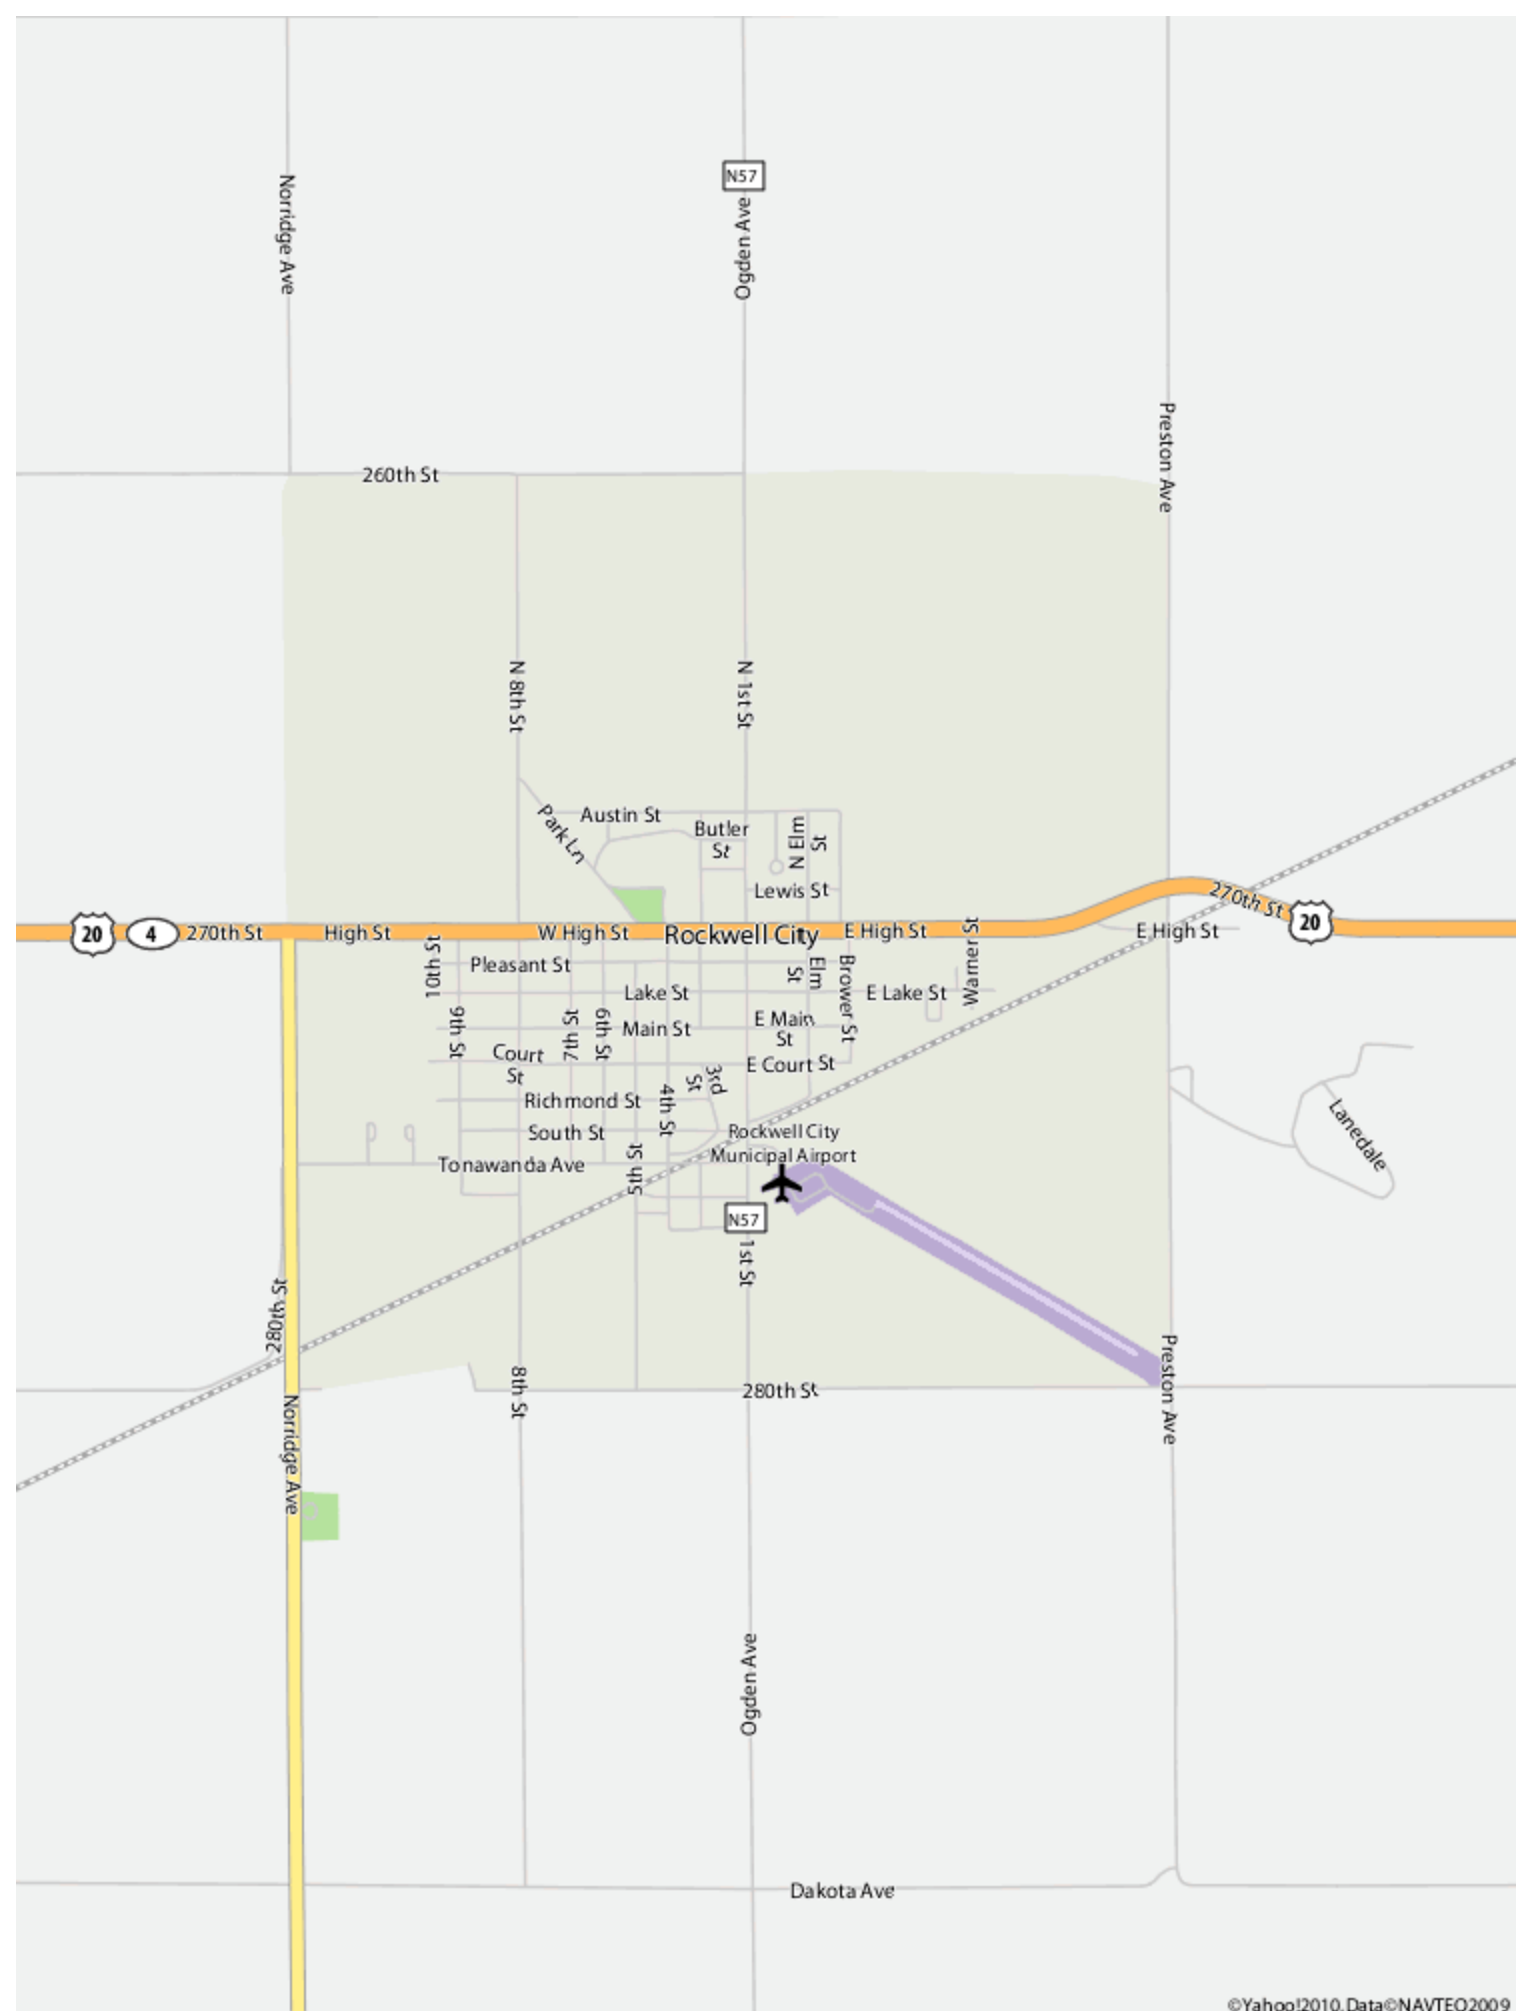 N57
Norridge Ave
Ogden Ave
Preston Ave
260th St
N 8th St
N 1st St
Park Ln
Austin St
Butler
St
N Elm
St
Lewis St
270th St
20
4
270th St
High St
W High St
Rockwell City
E High St
Warner St
E High St
20
10th St
Pleasant St
Elm
St
Brower St
Lake St
E Lake St
9th St
7th St
6th St
Main St
E Main
St
Court
St
E Court St
3rd
St
4th St
Richmond St
Lanedale
South St
Rockwell City
Municipal Airport
Tonawanda Ave
5th St
N57
1st St
280th St
Preston Ave
8th St
280th St
Norridge Ave
Ogden Ave
Dakota Ave
©Yahoo!2010, Data©NAVTEQ2009